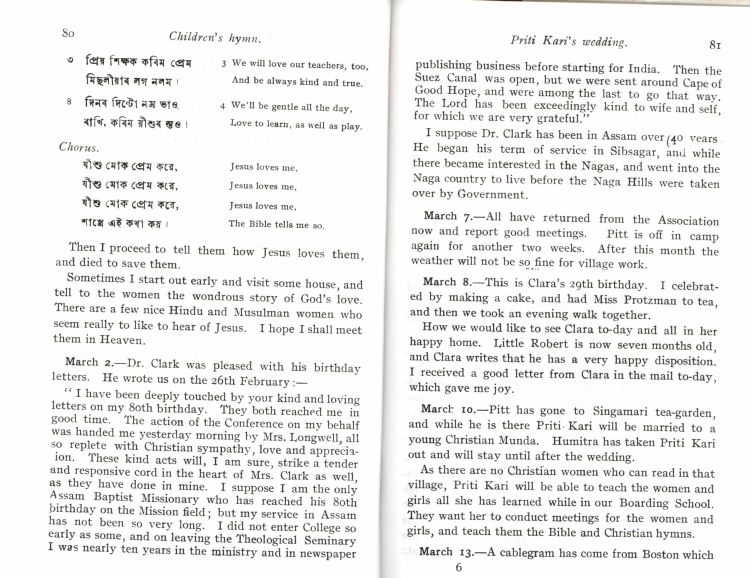 80 Children's hymn.
৩ প্ৰিয় শিক্ষক কৰিম প্ৰেম 3 We will love our teachers, too,
মিছলীয়াৰ লগ নলম । And be always kind and true.
৪ দিনৰ দিন্টো নম্ৰ ভাও 4 We'll be gentle all the day,
ৰাখি, কৰিম যীশুৰ স্তও । Love to learn, as well as play.
Chorus.
যীশু মোক প্ৰেম কৰে, Jesus loves me,
যীশু মোক প্ৰেম কৰে, Jesus loves me,
যীশু মোক প্ৰেম কৰে, Jesus loves me,
শাস্ত্ৰে এই কথা কয় । The Bible tells me so.
Then I proceed to tell them how Jesus loves them,
and died to save them.
Sometimes I start out early and visit some house, and
tell to the women the wondrous story of God's love.
There are a few nice Hindu and Musulman women who
seem really to like to hear of Jesus. I hope I shall meet
them in Heaven.
March 2.—Dr. Clark was pleased with his birthday
letters. He wrote us on the 26th February :—
" I have been deeply touched by your kind and loving
letters on my 80th birthday. They both reached me in
good time. The action of the Conference on my behalf
was handed me yesterday morning by Mrs. Longwell, all
so replete with Christian sympathy, love and apprecia-
ion. These kind acts will, I am sure, strike a tender
and responsive cord in the heart of Mrs. Clark as well,
as they have done in mine. I suppose I am the only
Assam Baptist Missionary who has reached his 80th
birthday on the Mission field; but my service in Assam
has not been so very long. I did not enter College so
early as some, and on leaving the Theological Seminary
I was nearly ten years in the ministry and in newspaper
Priti Kari's wedding. 81
publishing business before starting for India. Then the
Suez Canal was open, but we were sent around Cape of
Good Hope, and were among the last to go that way.
The Lord has been exceedingly kind to wife and self,
for which we are very grateful."
I suppose Dr. Clark has been in Assam over (40 years
He began his term of service in Sibsagar, and while
there became interested in the Nagas, and went into the
Naga country to live before the Naga Hills were taken
over by Government.
March 7.—All have returned from the Association
now and report good meetings. Pitt is off in camp
again for another two weeks. After this month the
weather will not be so fine for village work.
March 8.—This is Clara's 29th birthday. I celebrat-
ed by making a cake, and had Miss Protzman to tea,
and then we took an evening walk together.
How we would like to see Clara to-day and all in her
happy home. Little Robert is now seven months old,
and Clara writes that he has a very happy disposition.
I received a good letter from Clara in the mail to-day,
which gave me joy.
March 10.—Pitt has gone to Singamari tea-garden,
and while he is there Priti Kari will be married to a
young Christian Munda. Humitra has taken Priti Kari
out and will stay until after the wedding.
As there are no Christian women who can read in that
village, Priti Kari will be able to teach the women and
girls all she has learned while in our Boarding School.
They want her to conduct meetings for the women and
girls, and teach them the Bible and Christian hymns.
March 13.—A cablegram has come from Boston which
6